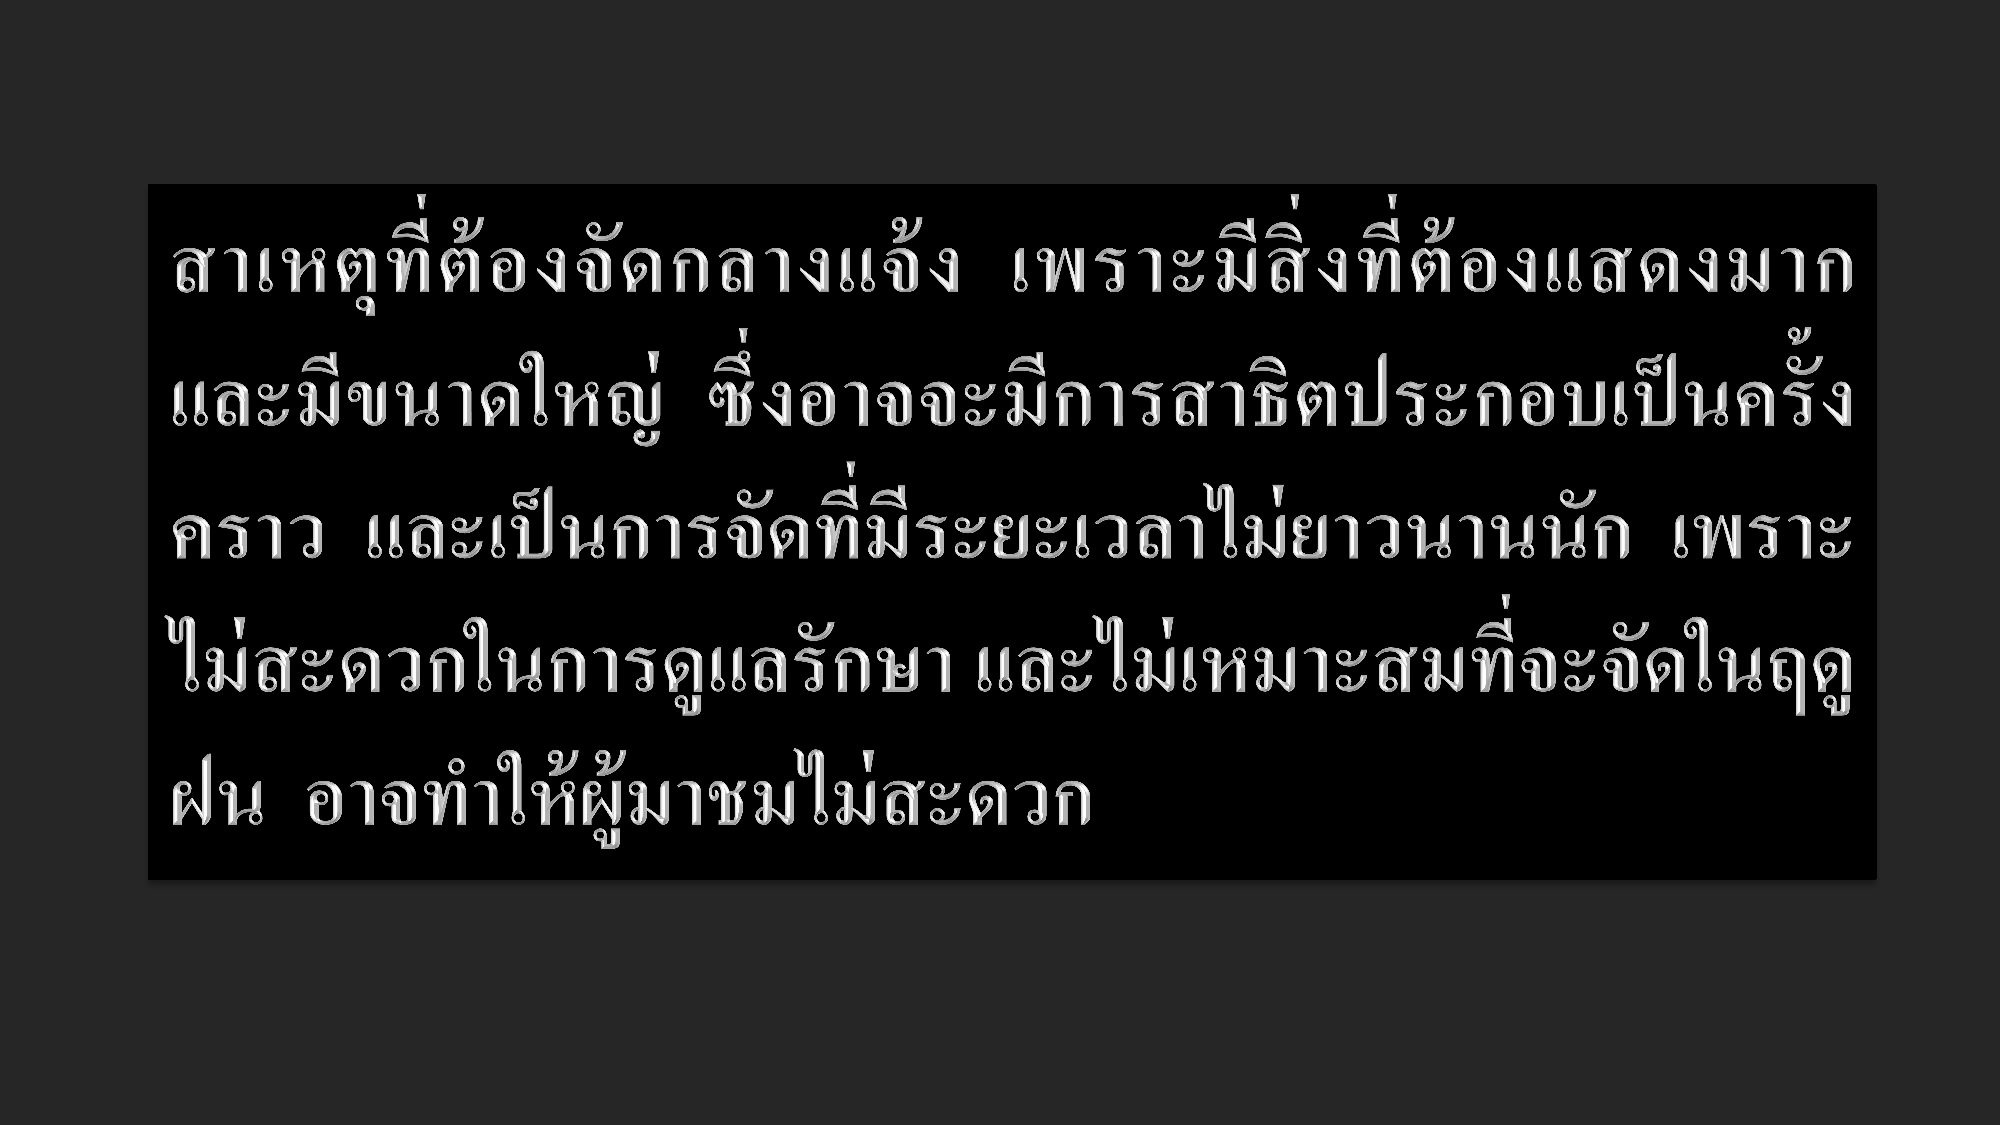 สาเหตุที่ต้องจัดกลางแจ้ง เพราะมีสิ่งที่ต้องแสดงมาก
และมีขนาดใหญ่ ซึ่งอาจจะมีการสาธิตประกอบเป็นครั้ง
คราว และเป็นการจัดที่มีระยะเวลาไม่ยาวนานนัก เพราะ
ไม่สะดวกในการดูแลรักษา และไม่เหมาะสมที่จะจัดในฤดู
ฝน อาจทำให้ผู้มาชมไม่สะดวก